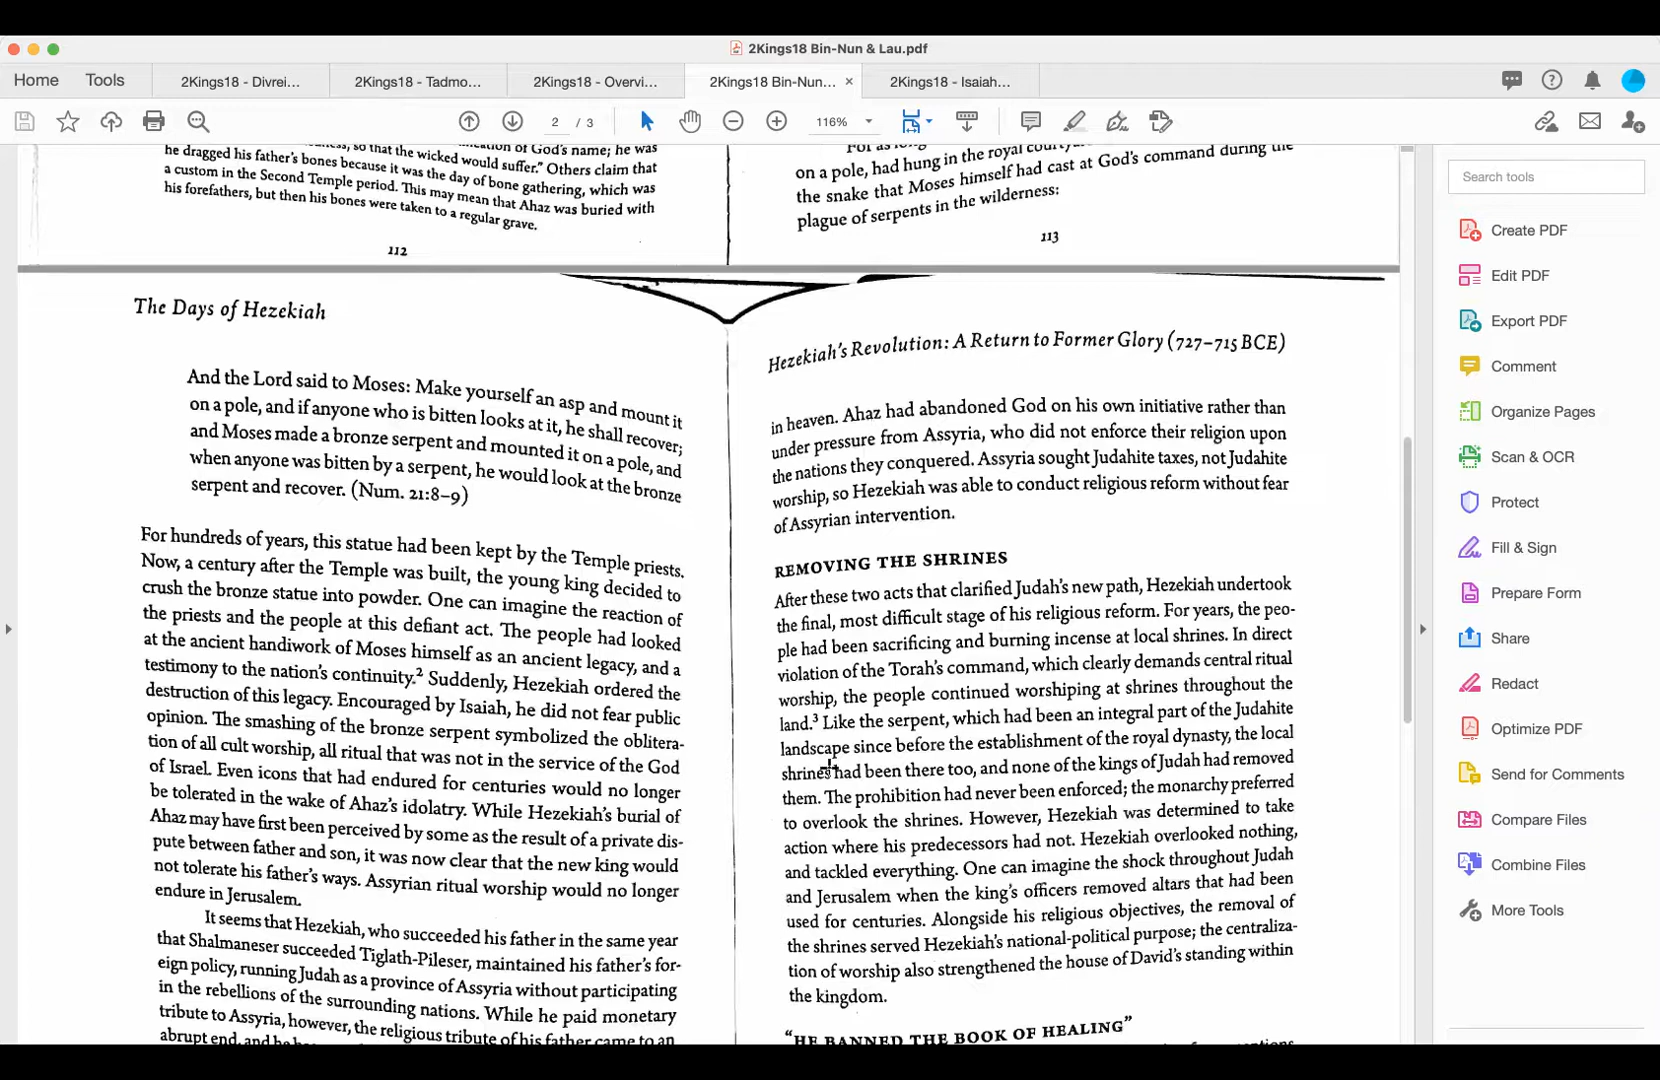 2Kings18 Bin-Nun & Lau.pdf
Home
Tools
2Kings18 - Divrei...
2Kings18 - Tadmo...
2Kings18 - Overvi...
2Kings18 Bin-Nun...
×
2Kings18 - Isaiah...
2 / 3
116%
he dragged his father's bones because it was the day of bone gathering, which was
a custom in the Second Temple period. This may mean that Ahaz was buried with
his forefathers, but then his bones were taken to a regular grave.
112
on a pole, had hung in the royal
the snake that Moses himself had cast at God's command during the
plague of serpents in the wilderness:
113
The Days of Hezekiah
And the Lord said to Moses: Make yourself an asp and mount it
on a pole, and if anyone who is bitten looks at it, he shall recover;
and Moses made a bronze serpent and mounted it on a pole, and
when anyone was bitten by a serpent, he would look at the bronze
serpent and recover. (Num. 21:8–9)
For hundreds of years, this statue had been kept by the Temple priests.
Now, a century after the Temple was built, the young king decided to
crush the bronze statue into powder. One can imagine the reaction of
the priests and the people at this defiant act. The people had looked
at the ancient handiwork of Moses himself as an ancient legacy, and a
testimony to the nation's continuity.² Suddenly, Hezekiah ordered the
destruction of this legacy. Encouraged by Isaiah, he did not fear public
opinion. The smashing of the bronze serpent symbolized the oblitera-
tion of all cult worship, all ritual that was not in the service of the God
of Israel. Even icons that had endured for centuries would no longer
be tolerated in the wake of Ahaz's idolatry. While Hezekiah's burial of
Ahaz may have first been perceived by some as the result of a private dis-
pute between father and son, it was now clear that the new king would
not tolerate his father's ways. Assyrian ritual worship would no longer
endure in Jerusalem.
It seems that Hezekiah, who succeeded his father in the same year
that Shalmaneser succeeded Tiglath-Pileser, maintained his father's for-
eign policy, running Judah as a province of Assyria without participating
in the rebellions of the surrounding nations. While he paid monetary
tribute to Assyria, however, the religious tribute of his father came to an
abrupt end, and he
Hezekiah's Revolution: A Return to Former Glory (727–715 BCE)
in heaven. Ahaz had abandoned God on his own initiative rather than
under pressure from Assyria, who did not enforce their religion upon
the nations they conquered. Assyria sought Judahite taxes, not Judahite
worship, so Hezekiah was able to conduct religious reform without fear
of Assyrian intervention.
REMOVING THE SHRINES
After these two acts that clarified Judah's new path, Hezekiah undertook
the final, most difficult stage of his religious reform. For years, the peo-
ple had been sacrificing and burning incense at local shrines. In direct
violation of the Torah's command, which clearly demands central ritual
worship, the people continued worshiping at shrines throughout the
land.³ Like the serpent, which had been an integral part of the Judahite
landscape since before the establishment of the royal dynasty, the local
shrines had been there too, and none of the kings of Judah had removed
them. The prohibition had never been enforced; the monarchy preferred
to overlook the shrines. However, Hezekiah was determined to take
action where his predecessors had not. Hezekiah overlooked nothing,
and tackled everything. One can imagine the shock throughout Judah
and Jerusalem when the king's officers removed altars that had been
used for centuries. Alongside his religious objectives, the removal of
the shrines served Hezekiah's national-political purpose; the centraliza-
tion of worship also strengthened the house of David's standing within
the kingdom.
"HE BANNED THE BOOK OF HEALING"
Search tools
Create PDF
Edit PDF
Export PDF
Comment
Organize Pages
Scan & OCR
Protect
Fill & Sign
Prepare Form
Share
Redact
Optimize PDF
Send for Comments
Compare Files
Combine Files
More Tools